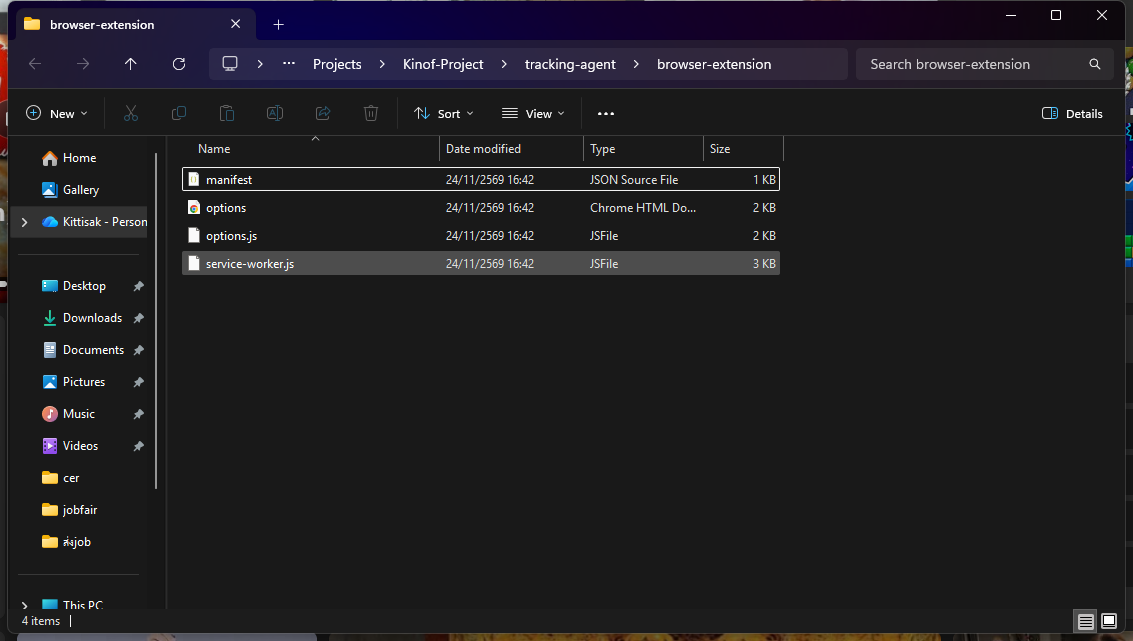 browser-extension
Projects
Kinof-Project
tracking-agent
browser-extension
Search browser-extension
New
Sort
View
Details
Name Date modified Type Size
Home
Gallery
Kittisak - Person
Desktop
Downloads
Documents
Pictures
Music
Videos
cer
jobfair
ส่งjob
This PC
manifest 24/11/2569 16:42 JSON Source File 1 KB
options 24/11/2569 16:42 Chrome HTML Do... 2 KB
options.js 24/11/2569 16:42 JSFile 2 KB
service-worker.js 24/11/2569 16:42 JSFile 3 KB
4 items